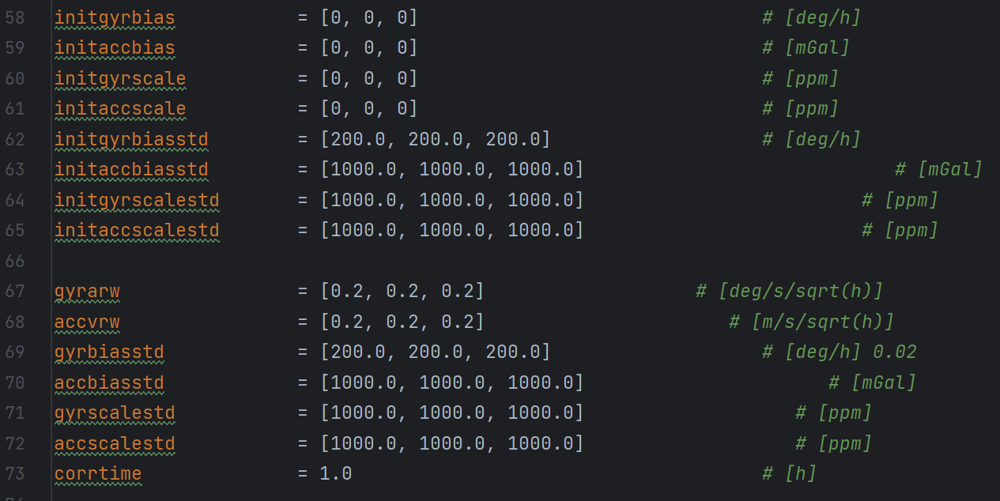 58 initgyrbias = [0, 0, 0] # [deg/h]
59 initaccbias = [0, 0, 0] # [mGal]
60 initgyrscale = [0, 0, 0] # [ppm]
61 initaccscale = [0, 0, 0] # [ppm]
62 initgyrbiasstd = [200.0, 200.0, 200.0] # [deg/h]
63 initaccbiasstd = [1000.0, 1000.0, 1000.0] # [mGal]
64 initgyrscalestd = [1000.0, 1000.0, 1000.0] # [ppm]
65 initaccscalestd = [1000.0, 1000.0, 1000.0] # [ppm]
66
67 gyrarw = [0.2, 0.2, 0.2] # [deg/s/sqrt(h)]
68 accvrw = [0.2, 0.2, 0.2] # [m/s/sqrt(h)]
69 gyrbiasstd = [200.0, 200.0, 200.0] # [deg/h] 0.02
70 accbiasstd = [1000.0, 1000.0, 1000.0] # [mGal]
71 gyrscalestd = [1000.0, 1000.0, 1000.0] # [ppm]
72 accscalestd = [1000.0, 1000.0, 1000.0] # [ppm]
73 corrtime = 1.0 # [h]